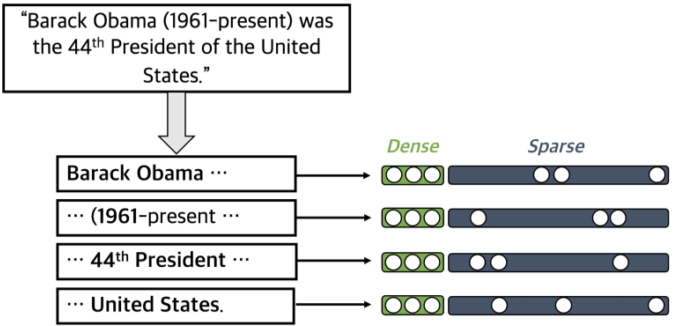 “Barack Obama (1961-present) was
the 44th President of the United
States.”
Dense
Sparse
Barack Obama ···
··· (1961-present ···
··· 44th President ···
··· United States.